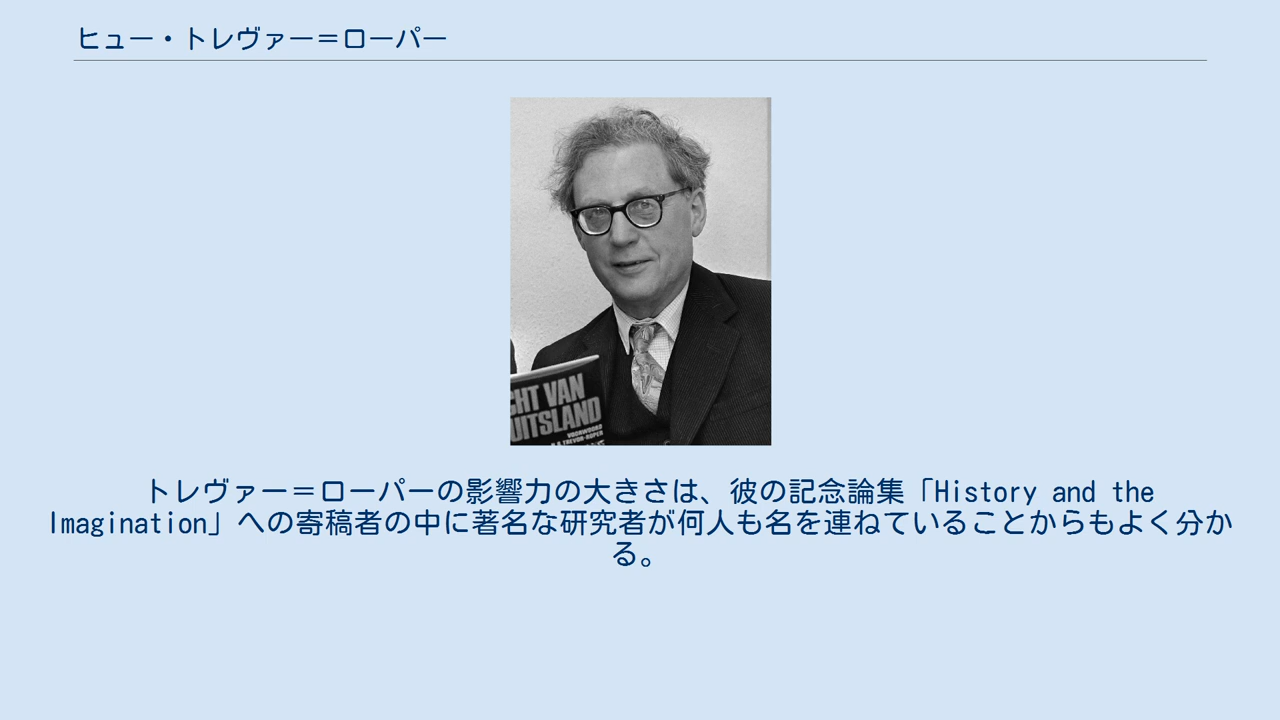 ヒュー・トレヴァー＝ローパー
CHT VAN
UITSLAND
VOORWOORD
TREVOR-ROPER
トレヴァー＝ローパーの影響力の大きさは、彼の記念論集「History and the
Imagination」への寄稿者の中に著名な研究者が何人も名を連ねていることからもよく分か
る。